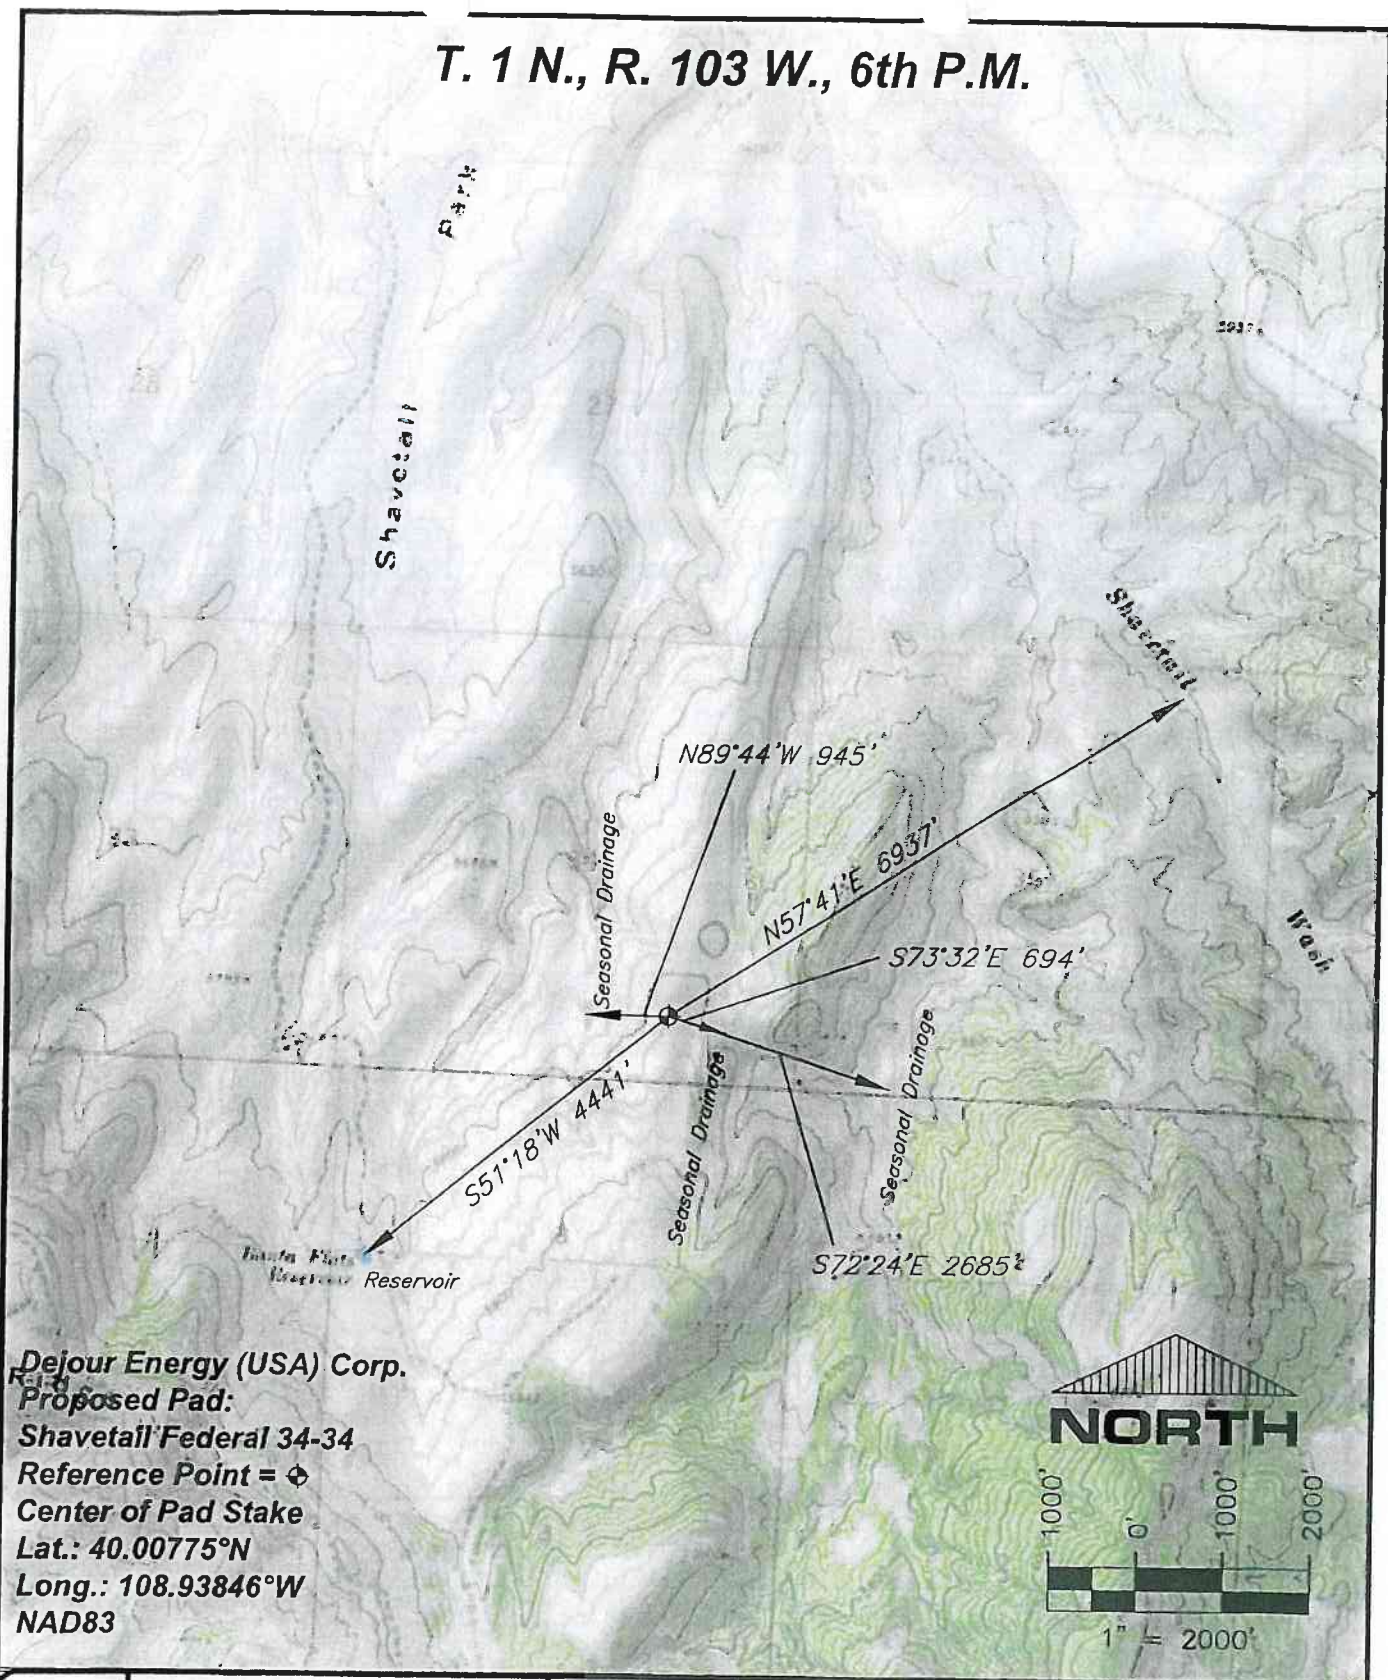 T. 1 N., R. 103 W., 6th P.M.
Park
Shavetail
Shavetail
N89°44'W 945'
Seasonal Drainage
N57°41'E 6937'
Wash
S73°32'E 694'
S51°18'W 4441'
Seasonal Drainage
Seasonal Drainage
S72°24'E 2685'
Reservoir
Dejour Energy (USA) Corp.
Proposed Pad:
Shavetail Federal 34-34
Reference Point =
Center of Pad Stake
Lat.: 40.00775°N
Long.: 108.93846°W
NAD83
NORTH
1000' 0' 1000' 2000'
1" = 2000'